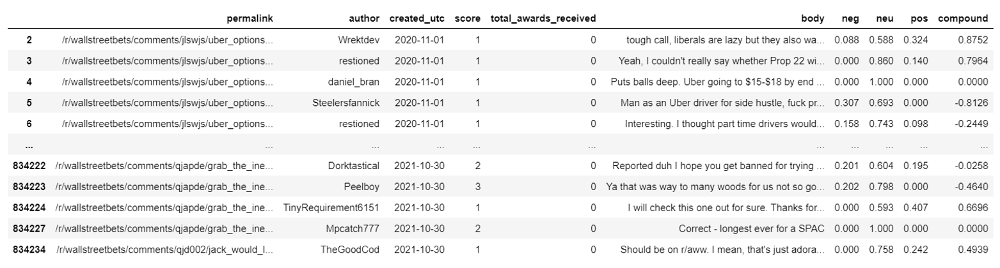 permalink author created_utc score total_awards_received body neg neu pos compound
2 /r/wallstreetbets/comments/jlswjs/uber_options... Wrektdev 2020-11-01 1 0 tough call, liberals are lazy but they also wa... 0.088 0.588 0.324 0.8752
3 /r/wallstreetbets/comments/jlswjs/uber_options... restioned 2020-11-01 1 0 Yeah, I couldn't really say whether Prop 22 wi... 0.000 0.860 0.140 0.7964
4 /r/wallstreetbets/comments/jlswjs/uber_options... daniel_bran 2020-11-01 1 0 Puts balls deep. Uber going to $15-$18 by end ... 0.000 1.000 0.000 0.0000
5 /r/wallstreetbets/comments/jlswjs/uber_options... Steelersfannick 2020-11-01 1 0 Man as an Uber driver for side hustle, fuck pr... 0.307 0.693 0.000 -0.8126
6 /r/wallstreetbets/comments/jlswjs/uber_options... restioned 2020-11-01 1 0 Interesting. I thought part time drivers would... 0.158 0.743 0.098 -0.2449
... ... ... ... ... ... ... ... ... ... ...
834222 /r/wallstreetbets/comments/qjapde/grab_the_ine... Dorktastical 2021-10-30 2 0 Reported duh I hope you get banned for trying ... 0.201 0.604 0.195 -0.0258
834223 /r/wallstreetbets/comments/qjapde/grab_the_ine... Peelboy 2021-10-30 3 0 Ya that was way to many woods for us not so go... 0.202 0.798 0.000 -0.4640
834224 /r/wallstreetbets/comments/qjapde/grab_the_ine... TinyRequirement6151 2021-10-30 1 0 I will check this one out for sure. Thanks for... 0.000 0.593 0.407 0.6696
834227 /r/wallstreetbets/comments/qjapde/grab_the_ine... Mpcatch777 2021-10-30 2 0 Correct - longest ever for a SPAC 0.000 1.000 0.000 0.0000
834234 /r/wallstreetbets/comments/qjd002/jack_would_l... TheGoodCod 2021-10-30 1 0 Should be on r/aww. I mean, that's just adora... 0.000 0.758 0.242 0.4939